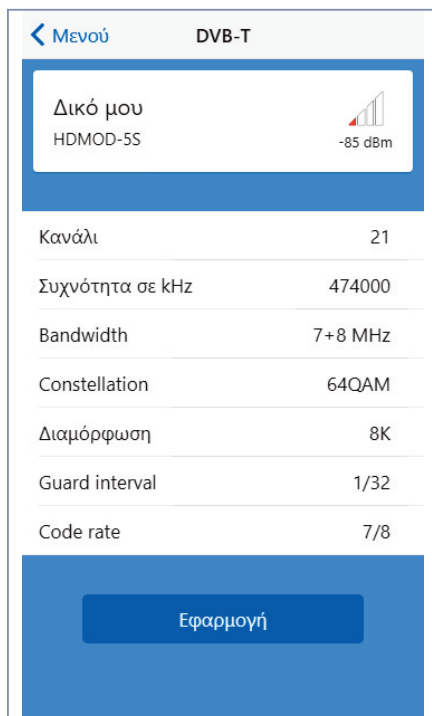 Μενού DVB-T
Δικό μου
HDMOD-5S -85 dBm
Κανάλι 21
Συχνότητα σε kHz 474000
Bandwidth 7+8 MHz
Constellation 64QAM
Διαμόρφωση 8K
Guard interval 1/32
Code rate 7/8
Εφαρμογή